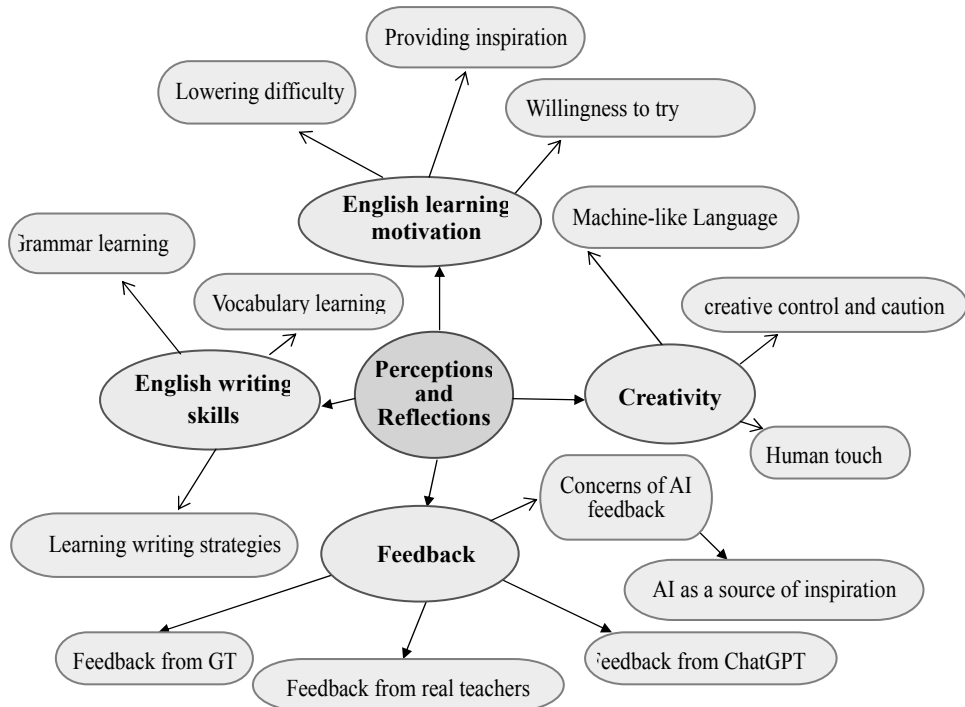 Providing inspiration
Lowering difficulty
Willingness to try
English learning
motivation
Machine-like Language
Grammar learning
Vocabulary learning
creative control and caution
Perceptions
and
Reflections
English writing
skills
Creativity
Human touch
Concerns of AI
feedback
Learning writing strategies
Feedback
AI as a source of inspiration
Feedback from GT
Feedback from ChatGPT
Feedback from real teachers